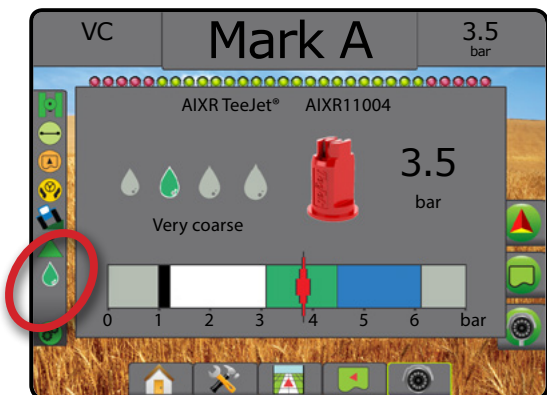 VC
Mark A
3.5
bar
AIXR TeeJet® AIXR11004
3.5
bar
Very coarse
0 1 2 3 4 5 6 bar